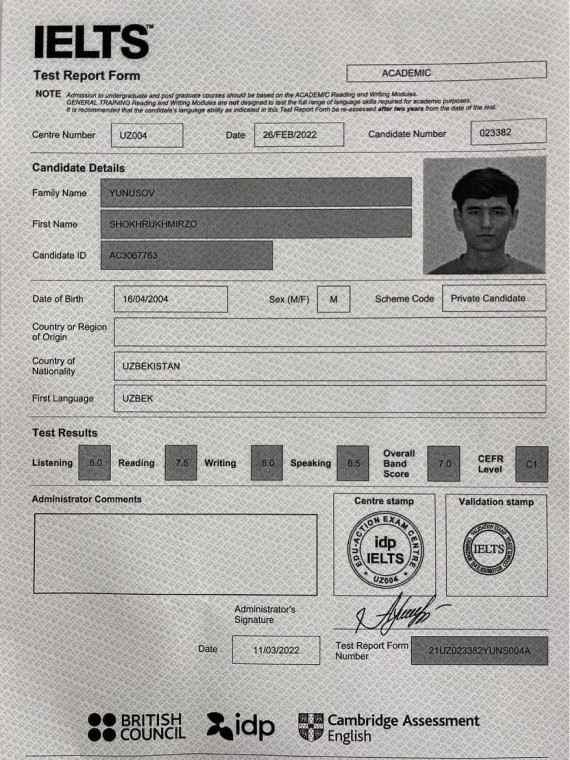 IELTS™
Test Report Form
ACADEMIC
NOTE Admission to undergraduate and post graduate courses should be based on the ACADEMIC Reading and Writing Modules.
GENERAL TRAINING Reading and Writing Modules are not designed to test the full range of language skills required for academic purposes.
It is recommended that the candidate's language ability as indicated in this Test Report Form be re-assessed after two years from the date of the test.
Centre Number UZ004 Date 26/FEB/2022 Candidate Number 023382
Candidate Details
Family Name YUNUSOV
First Name SHOKHRUKHMIRZO
Candidate ID AC3067763
Date of Birth 16/04/2004 Sex (M/F) M Scheme Code Private Candidate
Country or Region
of Origin
Country of
Nationality UZBEKISTAN
First Language UZBEK
Test Results
Listening Reading 7.5 Writing 6.0 Speaking 6.5 Overall Band Score 7.0 CEFR Level C1
Administrator Comments
Centre stamp
Validation stamp
EDU-ACTION EXAM CENTRE
idp
IELTS
UZ004
IELTS
Administrator's
Signature
Date 11/03/2022
Test Report Form
Number 21UZ023382YUNS004A
BRITISH
COUNCIL
idp
Cambridge Assessment
English